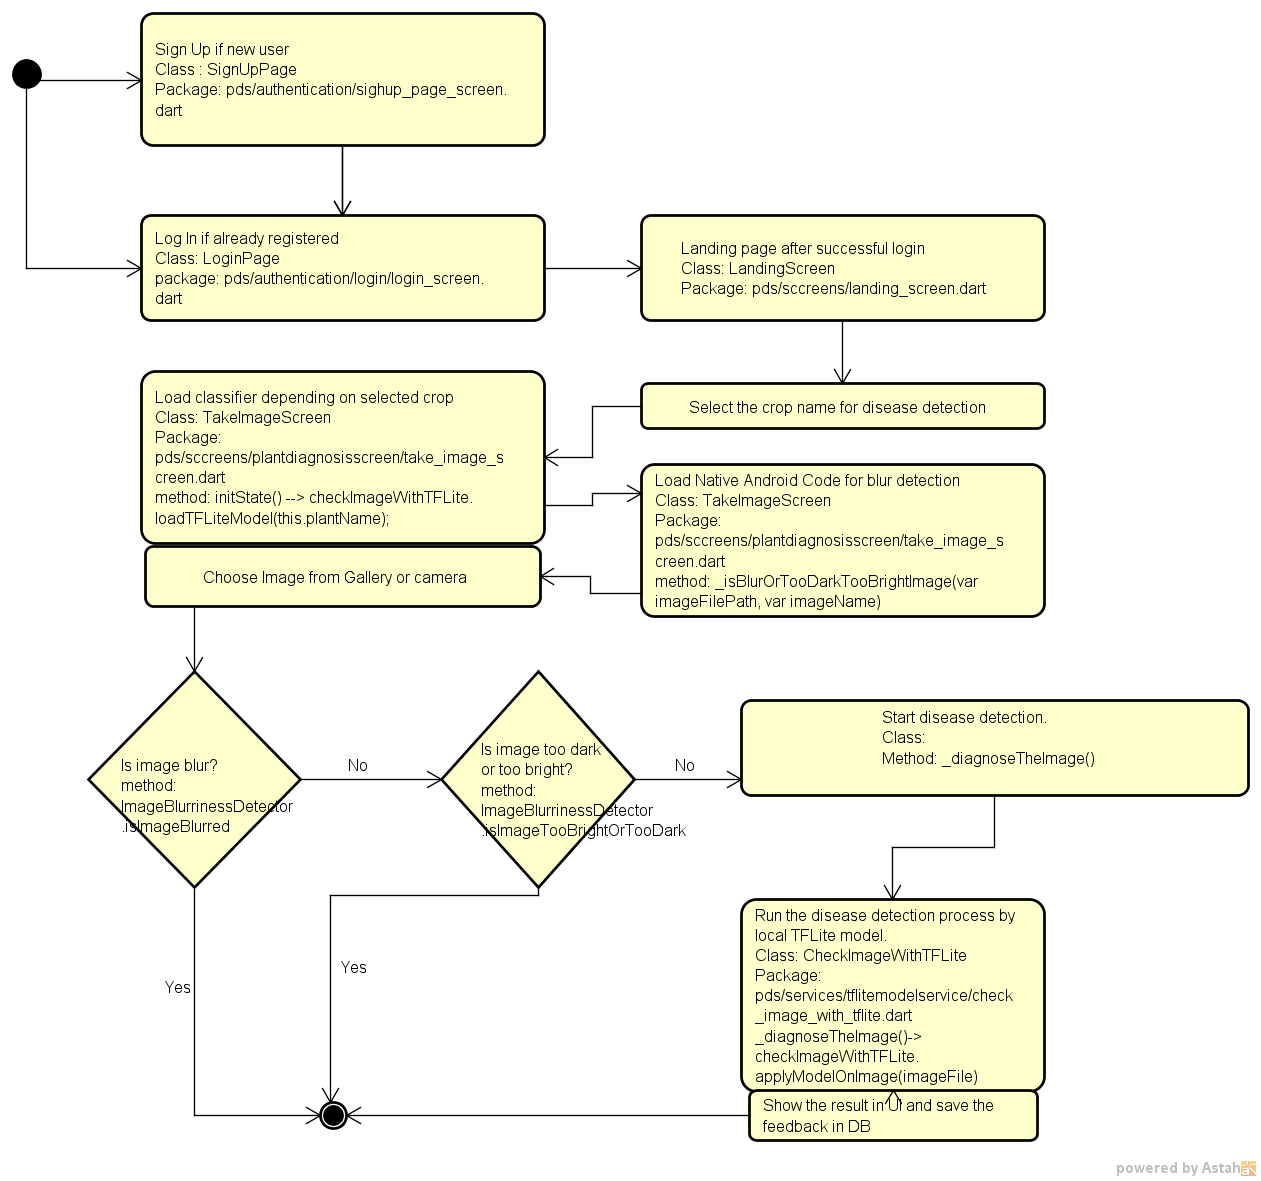 Sign Up if new user
Class : SignUpPage
Package: pds/authentication/sighup_page_screen.
dart
Log In if already registered
Class: LoginPage
package: pds/authentication/login/login_screen.
dart
Landing page after successful login
Class: LandingScreen
Package: pds/sccreens/landing_screen.dart
Select the crop name for disease detection
Load classifier depending on selected crop
Class: TakeImageScreen
Package:
pds/sccreens/plantdiagnosisscreen/take_image_s
creen.dart
method: initState() --> checkImageWithTFLite.
loadTFLiteModel(this.plantName);
Load Native Android Code for blur detection
Class: TakeImageScreen
Package:
pds/sccreens/plantdiagnosisscreen/take_image_s
creen.dart
method: _isBlurOrTooDarkTooBrightImage(var
imageFilePath, var imageName)
Choose Image from Gallery or camera
Is image blur?
method:
ImageBlurrinessDetector
.isImageBlurred
No
Is image too dark
or too bright?
method:
ImageBlurrinessDetector
.isImageTooBrightOrTooDark
No
Start disease detection.
Class:
Method: _diagnoseTheImage()
Yes
Yes
Run the disease detection process by
local TFLite model.
Class: CheckImageWithTFLite
Package:
pds/services/tflitemodelservice/check
_image_with_tflite.dart
_diagnoseTheImage()->
checkImageWithTFLite.
applyModelOnImage(imageFile)
Show the result in UI and save the
feedback in DB
powered by Astah